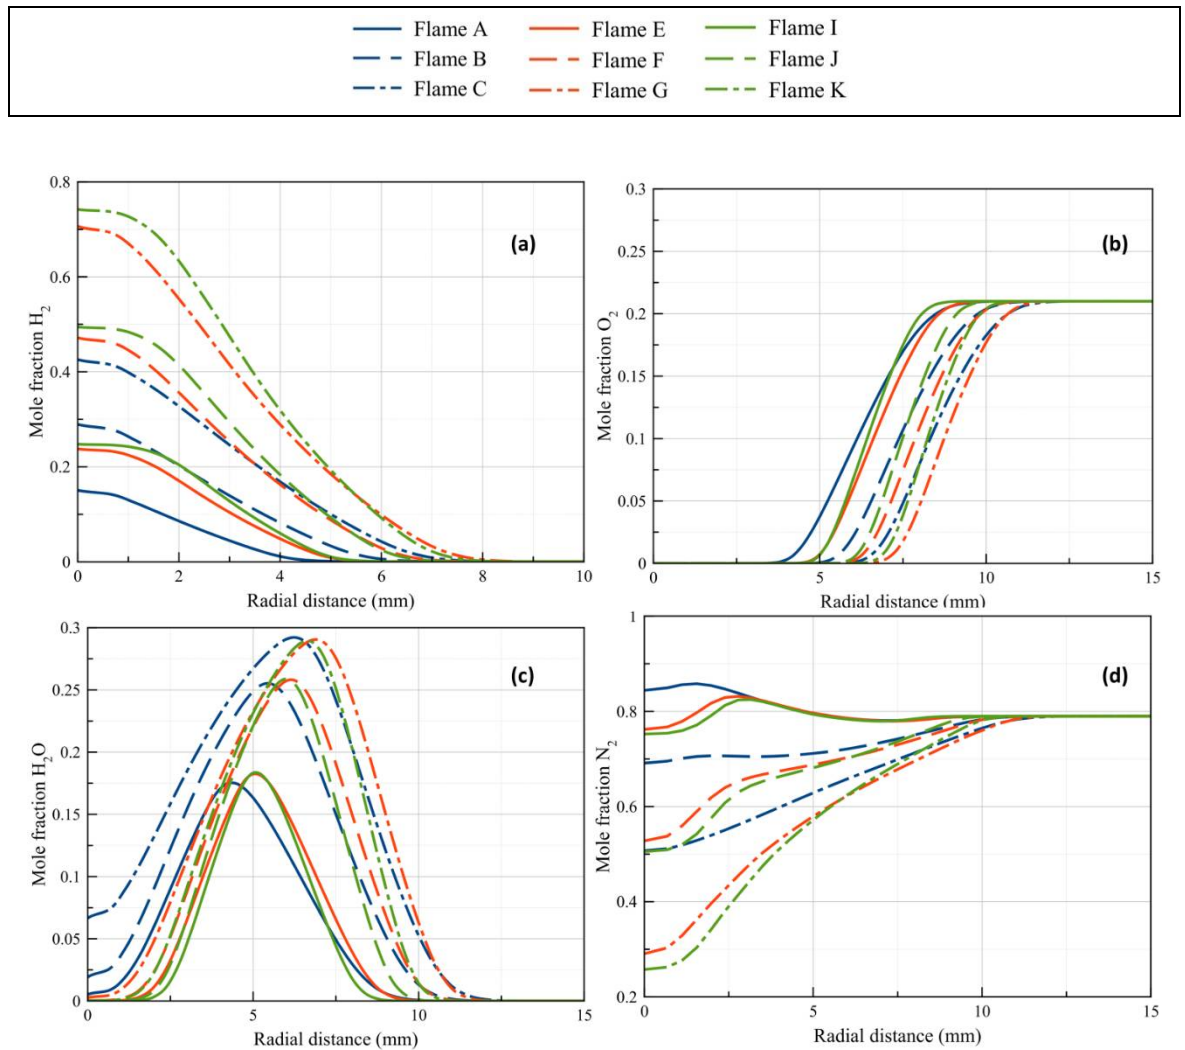 Flame A Flame E Flame I
Flame B Flame F Flame J
Flame C Flame G Flame K
0.8
0.6
0.4
0.2
0
Mole fraction H2
(a)
0 2 4 6 8 10
Radial distance (mm)
0.3
0.25
0.2
0.15
0.1
0.05
0
Mole fraction O2
(b)
0 5 10 15
Radial distance (mm)
0.3
0.25
0.2
0.15
0.1
0.05
0
Mole fraction H2O
(c)
0 5 10 15
Radial distance (mm)
1
0.8
0.6
0.4
0.2
Mole fraction N2
(d)
0 5 10 15
Radial distance (mm)